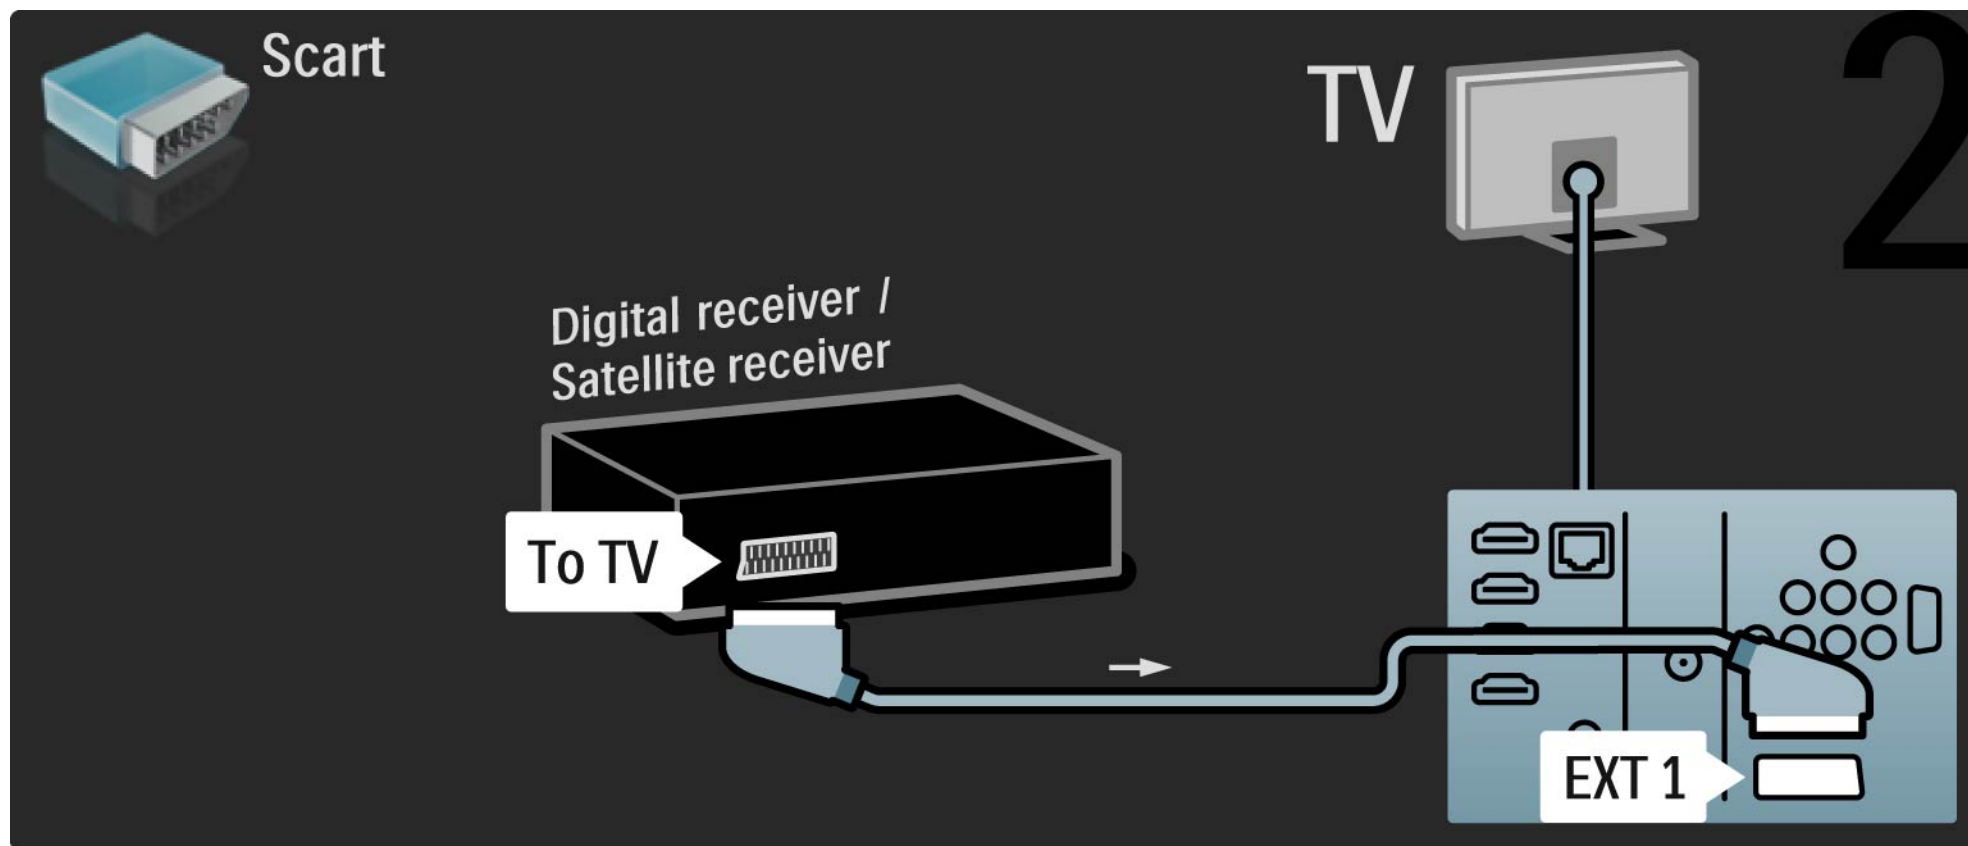 Scart
TV
2
Digital receiver /
Satellite receiver
To TV
EXT 1